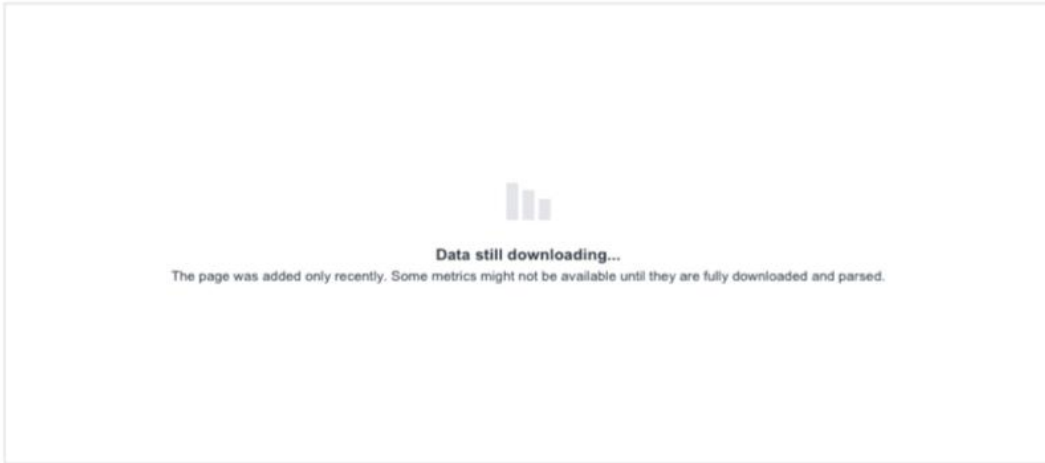 Data still downloading...
The page was added only recently. Some metrics might not be available until they are fully downloaded and parsed.